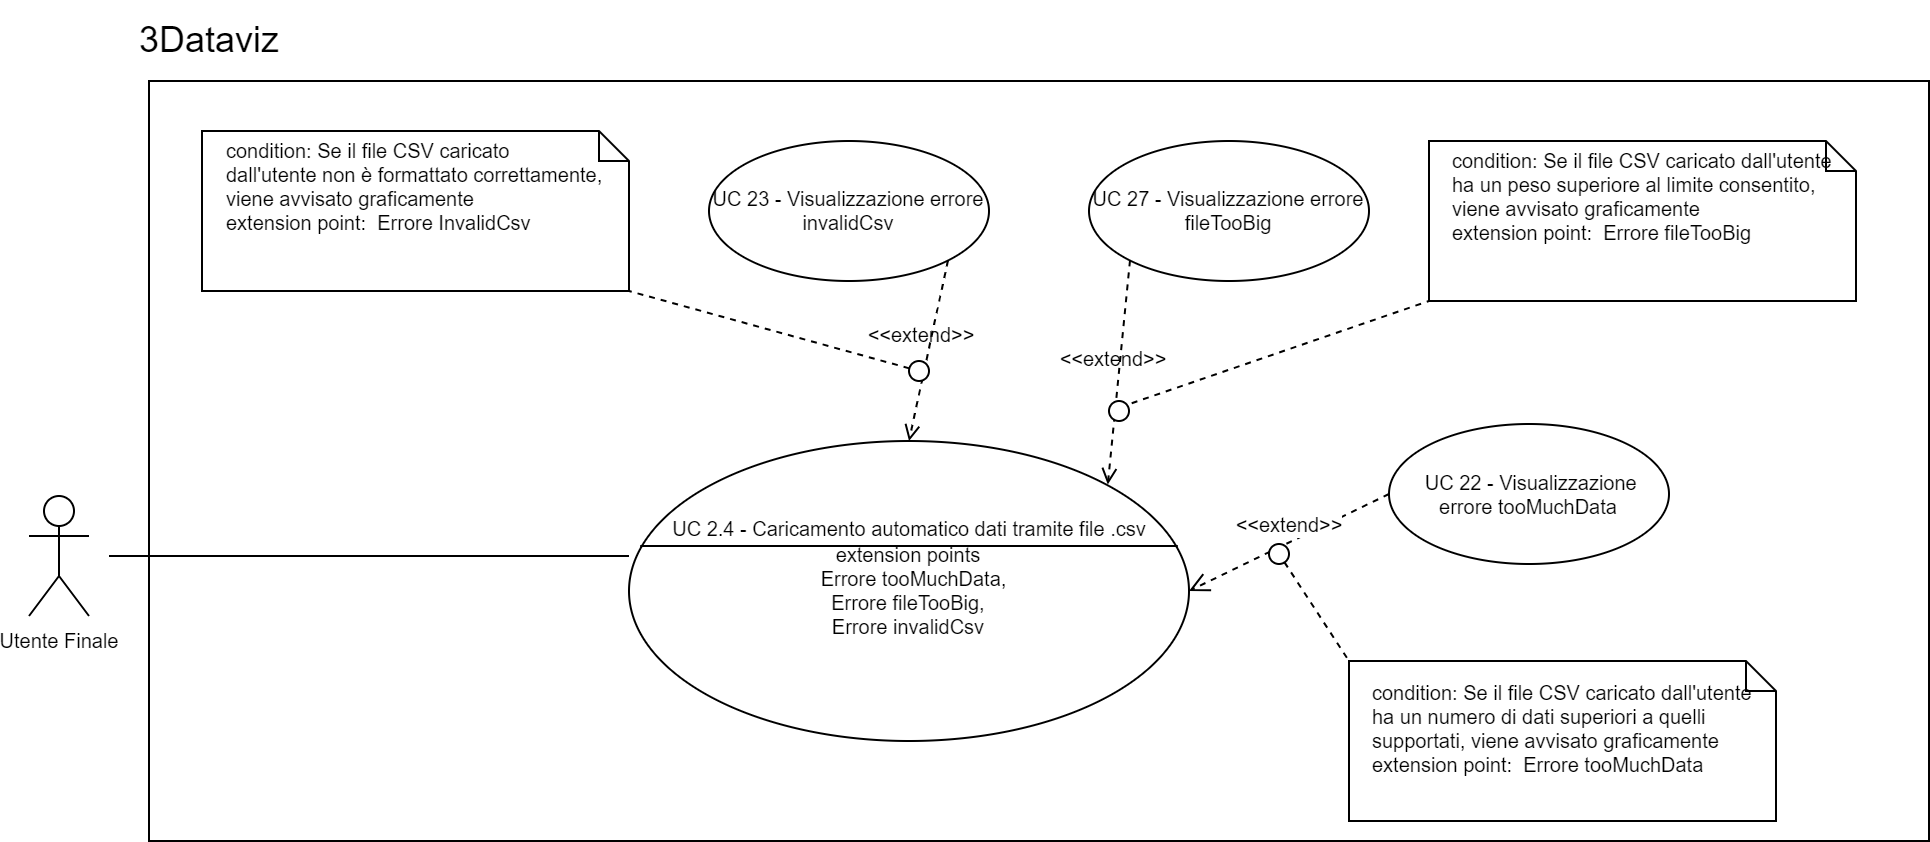 3Dataviz
condition: Se il file CSV caricato
dall'utente non è formattato correttamente,
viene avvisato graficamente
extension point:  Errore InvalidCsv
UC 23 - Visualizzazione errore
invalidCsv
UC 27 - Visualizzazione errore
fileTooBig
condition: Se il file CSV caricato dall'utente
ha un peso superiore al limite consentito,
viene avvisato graficamente
extension point:  Errore fileTooBig
<<extend>>
<<extend>>
UC 22 - Visualizzazione
errore tooMuchData
<<extend>>
UC 2.4 - Caricamento automatico dati tramite file .csv
extension points
Errore tooMuchData,
Errore fileTooBig,
Errore invalidCsv
Utente Finale
condition: Se il file CSV caricato dall'utente
ha un numero di dati superiori a quelli
supportati, viene avvisato graficamente
extension point:  Errore tooMuchData